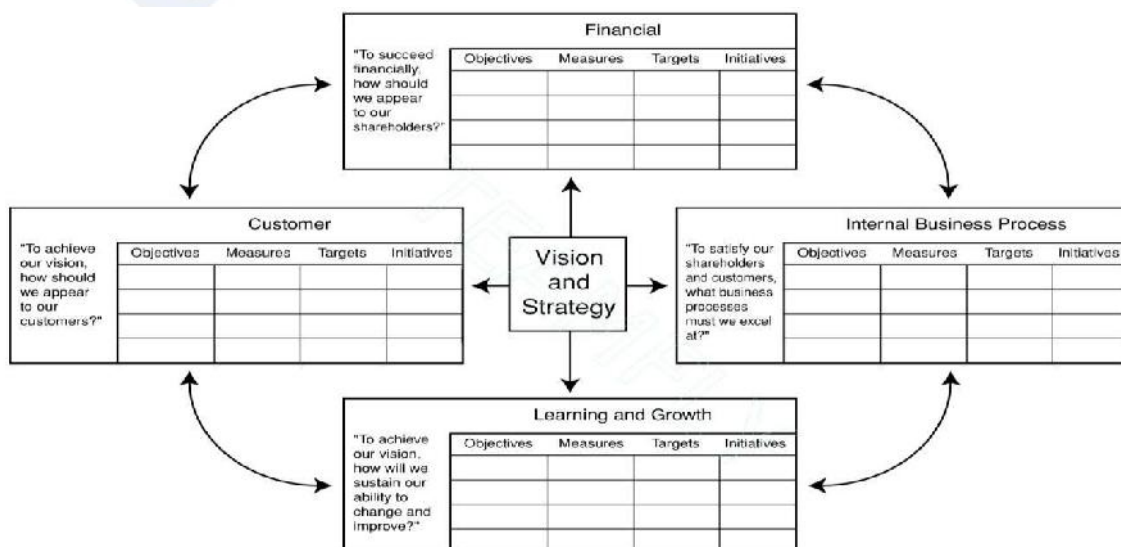 Financial
"To succeed
financially,
how should
we appear
to our
shareholders?"
Objectives Measures Targets Initiatives
Customer
"To achieve
our vision,
how should
we appear
to our
customers?"
Objectives Measures Targets Initiatives
Vision
and
Strategy
Internal Business Process
"To satisfy our
shareholders
and customers,
what business
processes
must we excel
at?"
Objectives Measures Targets Initiatives
Learning and Growth
"To achieve
our vision,
how will we
sustain our
ability to
change and
improve?"
Objectives Measures Targets Initiatives